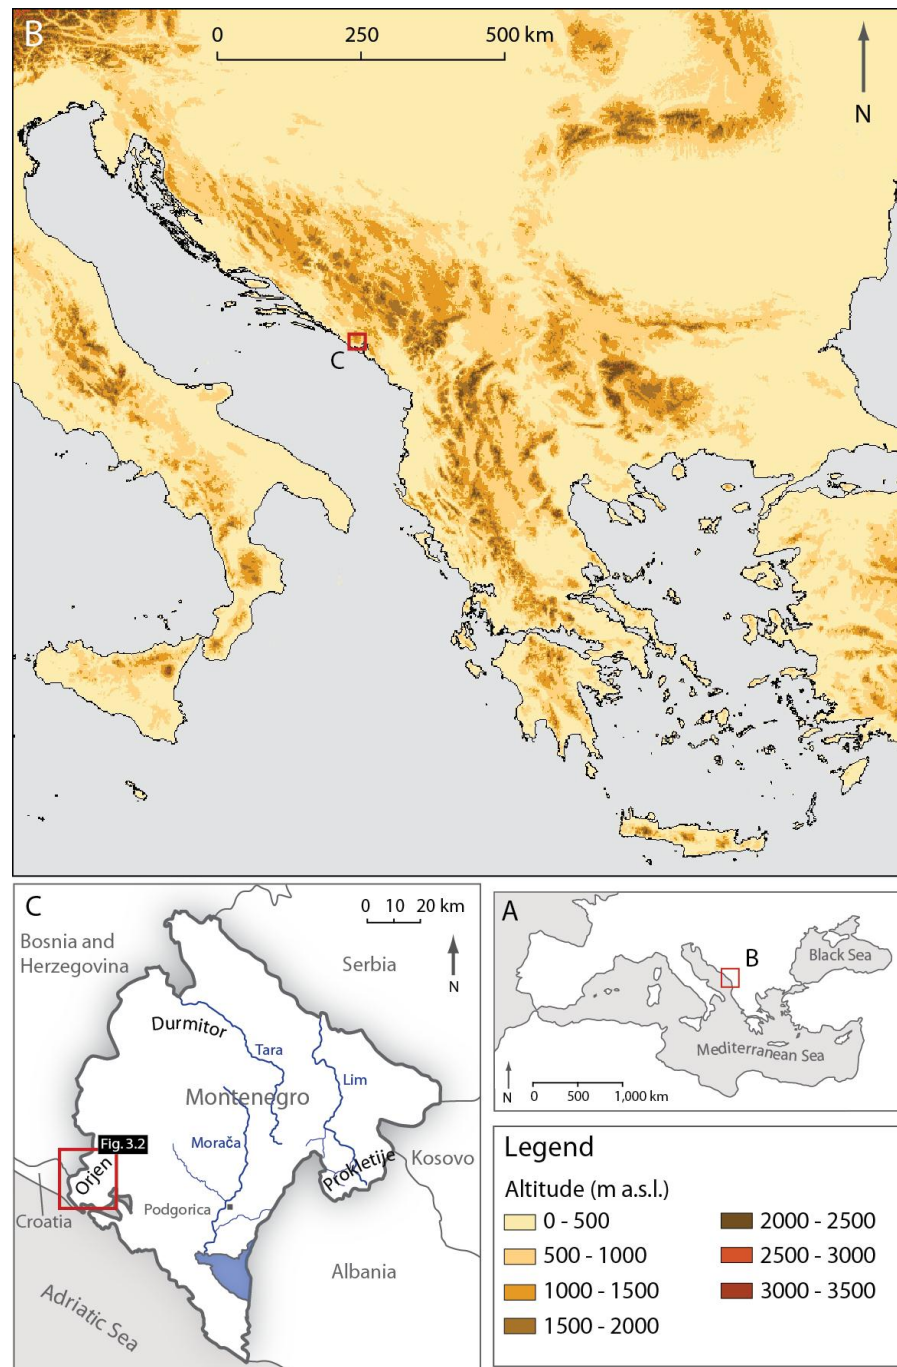 B
0 250 500 km
N
C
C
0 10 20 km
N
Bosnia and
Herzegovina
Serbia
Durmitor
Tara
Lim
Montenegro
Morača
Fig. 3.2
Orjen
Prokletije
Kosovo
Croatia
Podgorica
Albania
Adriatic Sea
A
B
Black Sea
Mediterranean Sea
N
0 500 1,000 km
Legend
Altitude (m a.s.l.)
0 - 500
500 - 1000
1000 - 1500
1500 - 2000
2000 - 2500
2500 - 3000
3000 - 3500